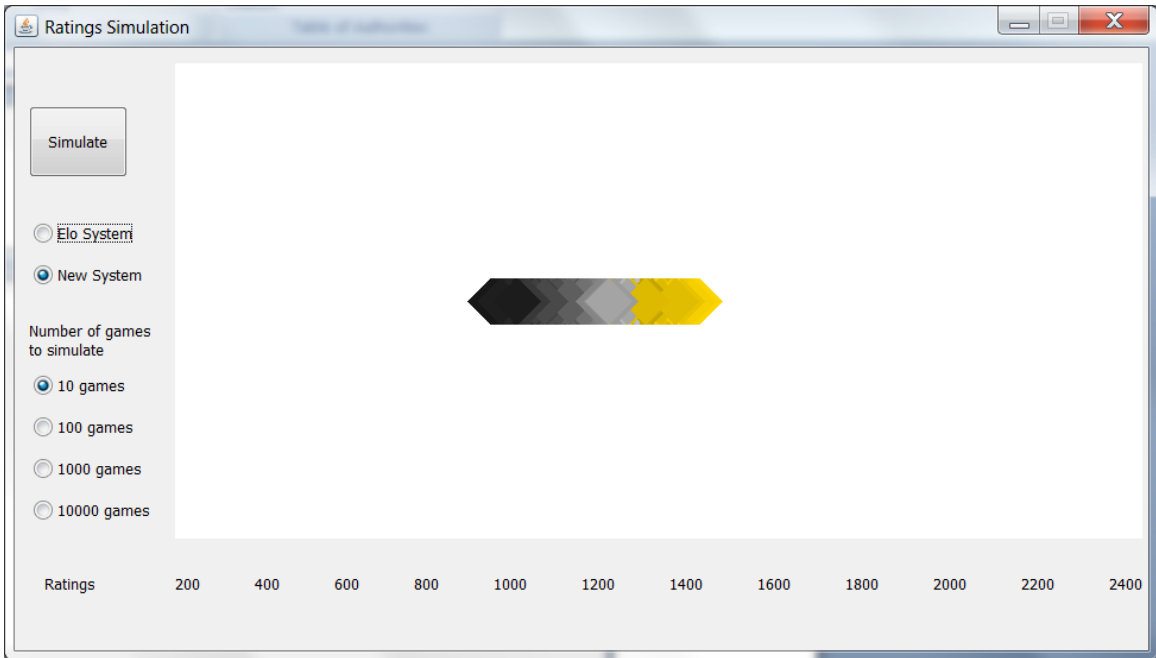 Ratings Simulation
Simulate
Elo System
New System
Number of games
to simulate
10 games
100 games
1000 games
10000 games
Ratings 200 400 600 800 1000 1200 1400 1600 1800 2000 2200 2400